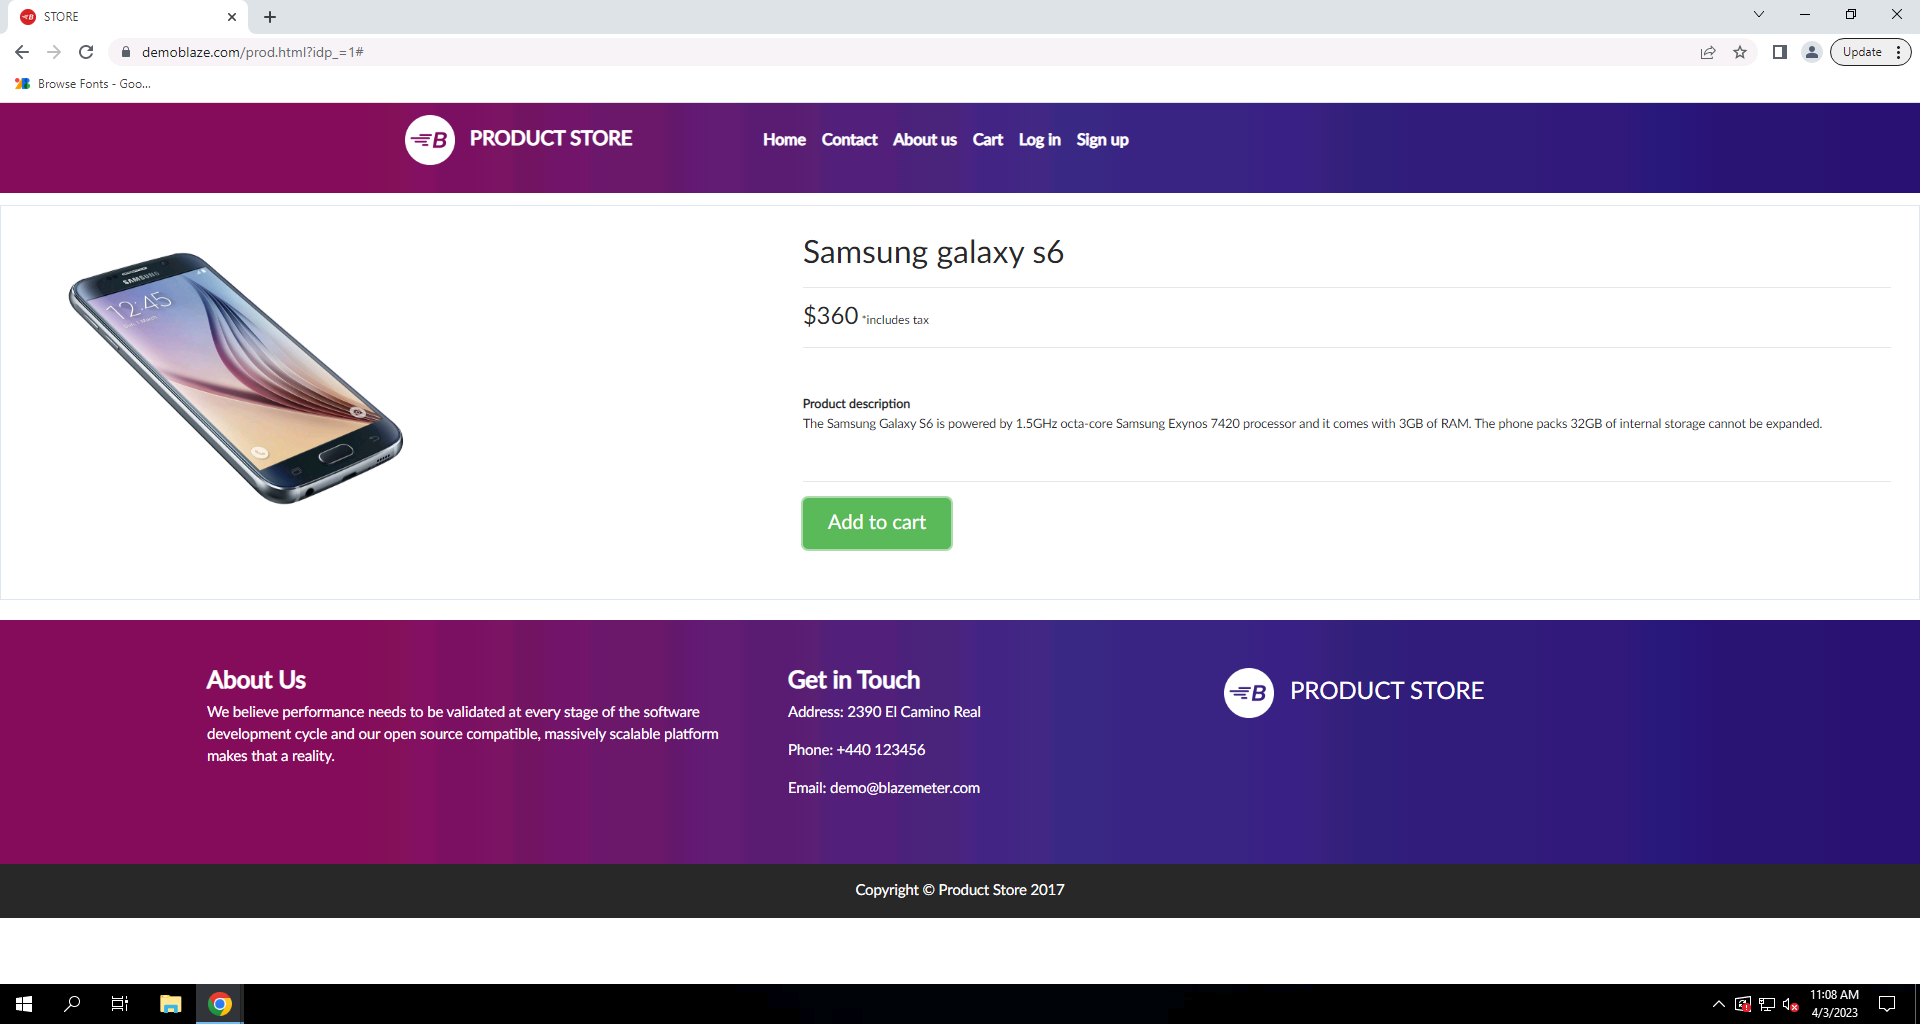 STORE
demoblaze.com/prod.html?idp_=1#
Update
Browse Fonts - Goo...
B PRODUCT STORE
Home Contact About us Cart Log in Sign up
SAMSUNG
12:45
Samsung galaxy s6
$360 *includes tax
Product description
The Samsung Galaxy S6 is powered by 1.5GHz octa-core Samsung Exynos 7420 processor and it comes with 3GB of RAM. The phone packs 32GB of internal storage cannot be expanded.
Add to cart
About Us
We believe performance needs to be validated at every stage of the software
development cycle and our open source compatible, massively scalable platform
makes that a reality.
Get in Touch
Address: 2390 El Camino Real
Phone: +440 123456
Email: demo@blazemeter.com
B PRODUCT STORE
Copyright © Product Store 2017
11:08 AM
4/3/2023